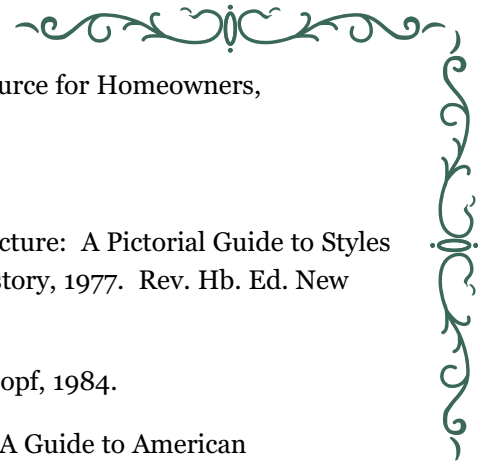 urce for Homeowners,
cture:  A Pictorial Guide to Styles
story, 1977.  Rev. Hb. Ed. New
opf, 1984.
A Guide to American